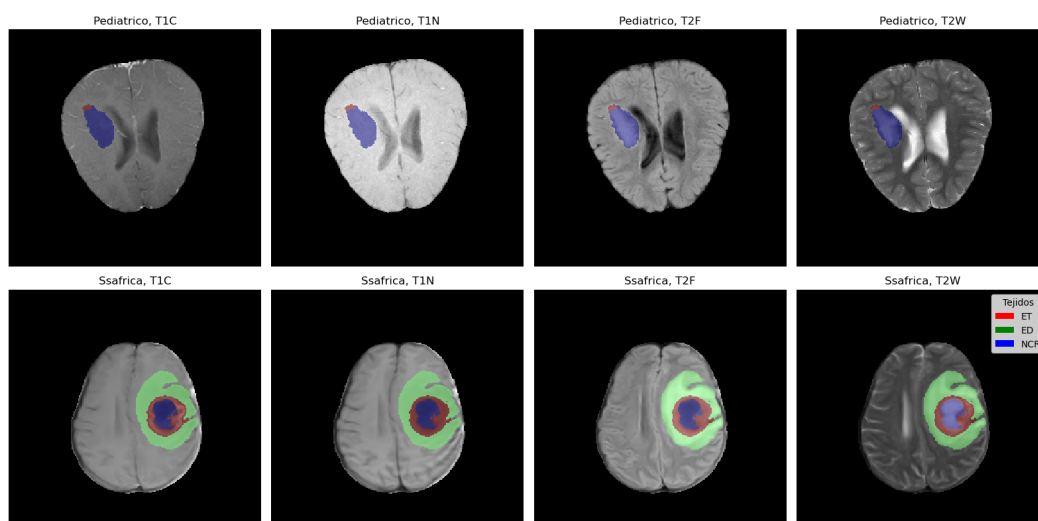 Pediatrico, T1C
Pediatrico, T1N
Pediatrico, T2F
Pediatrico, T2W
Ssafrica, T1C
Ssafrica, T1N
Ssafrica, T2F
Ssafrica, T2W
Tejidos
ET
ED
NCR